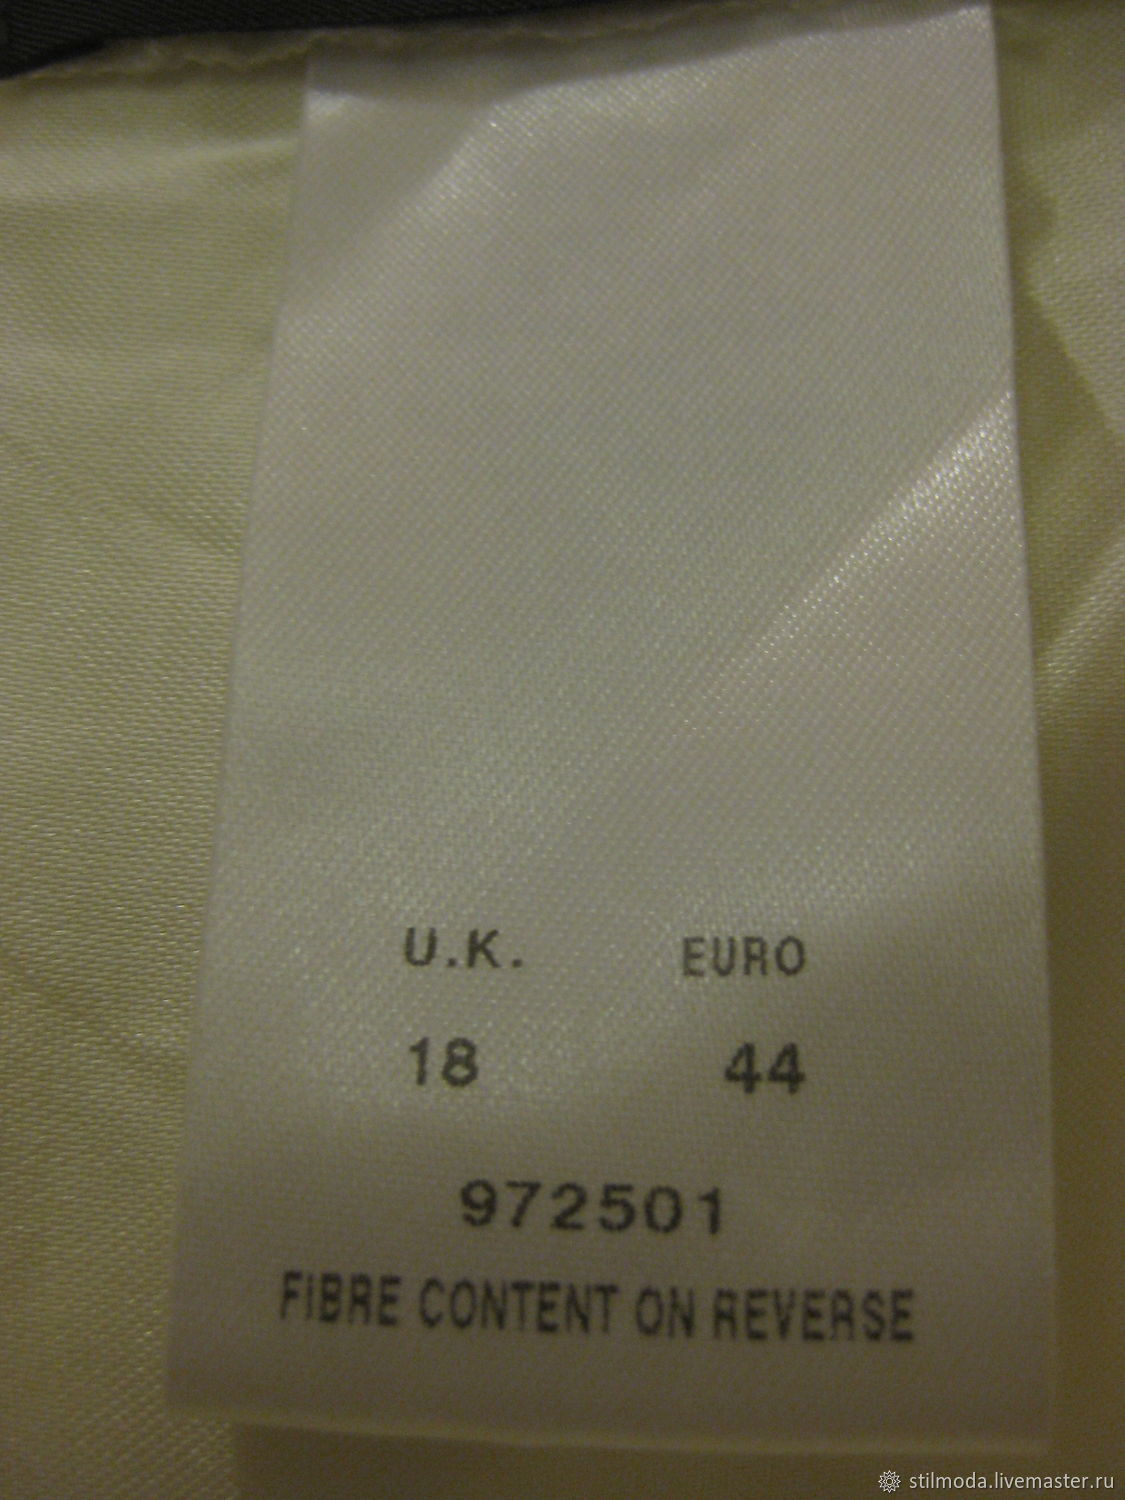 U.K. EURO
18 44
972501
FIBRE CONTENT ON REVERSE
stilmoda.livemaster.ru